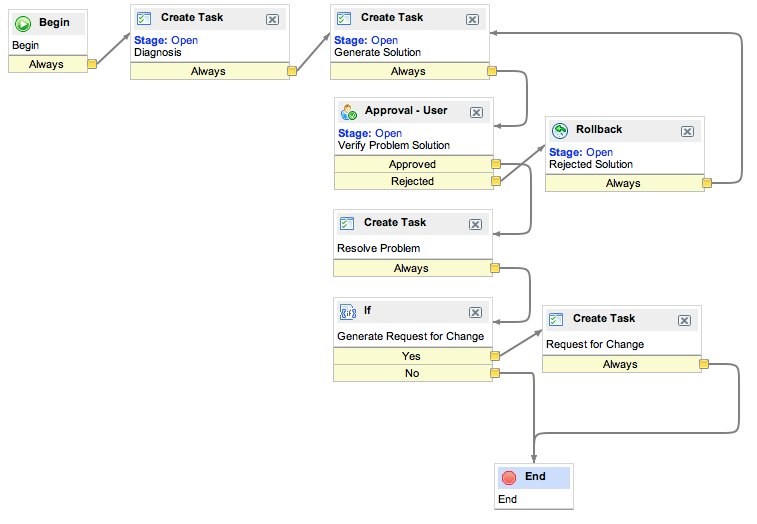 Begin
Begin
Always
Create Task
Stage: Open
Diagnosis
Always
Create Task
Stage: Open
Generate Solution
Always
Approval - User
Stage: Open
Verify Problem Solution
Approved
Rejected
Rollback
Stage: Open
Rejected Solution
Always
Create Task
Resolve Problem
Always
If
Generate Request for Change
Yes
No
Create Task
Request for Change
Always
End
End